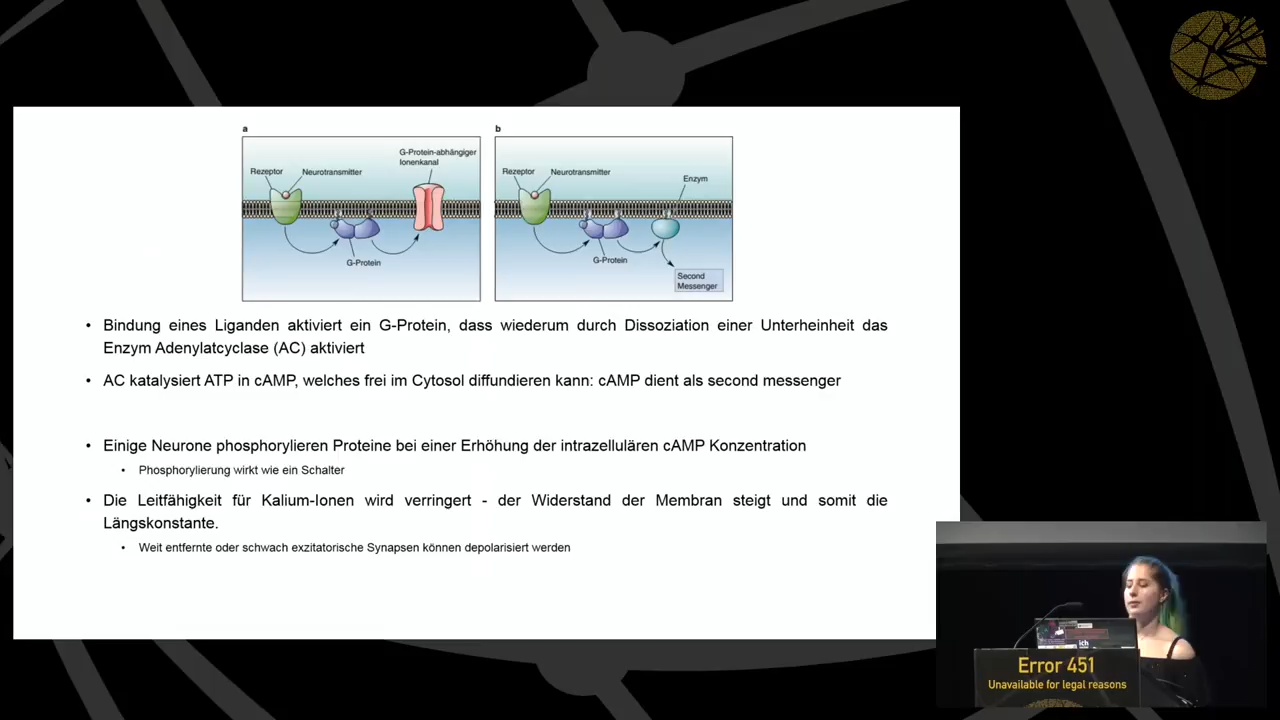 a
b
Rezeptor
Neurotransmitter
G-Protein-abhängiger
Ionenkanal
G-Protein
Rezeptor
Neurotransmitter
Enzym
G-Protein
Second
Messenger
• Bindung eines Liganden aktiviert ein G-Protein, dass wiederum durch Dissoziation einer Unterheinheit das
Enzym Adenylatcyclase (AC) aktiviert
• AC katalysiert ATP in cAMP, welches frei im Cytosol diffundieren kann: cAMP dient als second messenger
• Einige Neurone phosphorylieren Proteine bei einer Erhöhung der intrazellulären cAMP Konzentration
• Phosphorylierung wirkt wie ein Schalter
• Die Leitfähigkeit für Kalium-Ionen wird verringert - der Widerstand der Membran steigt und somit die
Längskonstante.
• Weit entfernte oder schwach exzitatorische Synapsen können depolarisiert werden
ich
Error 451
Unavailable for legal reasons